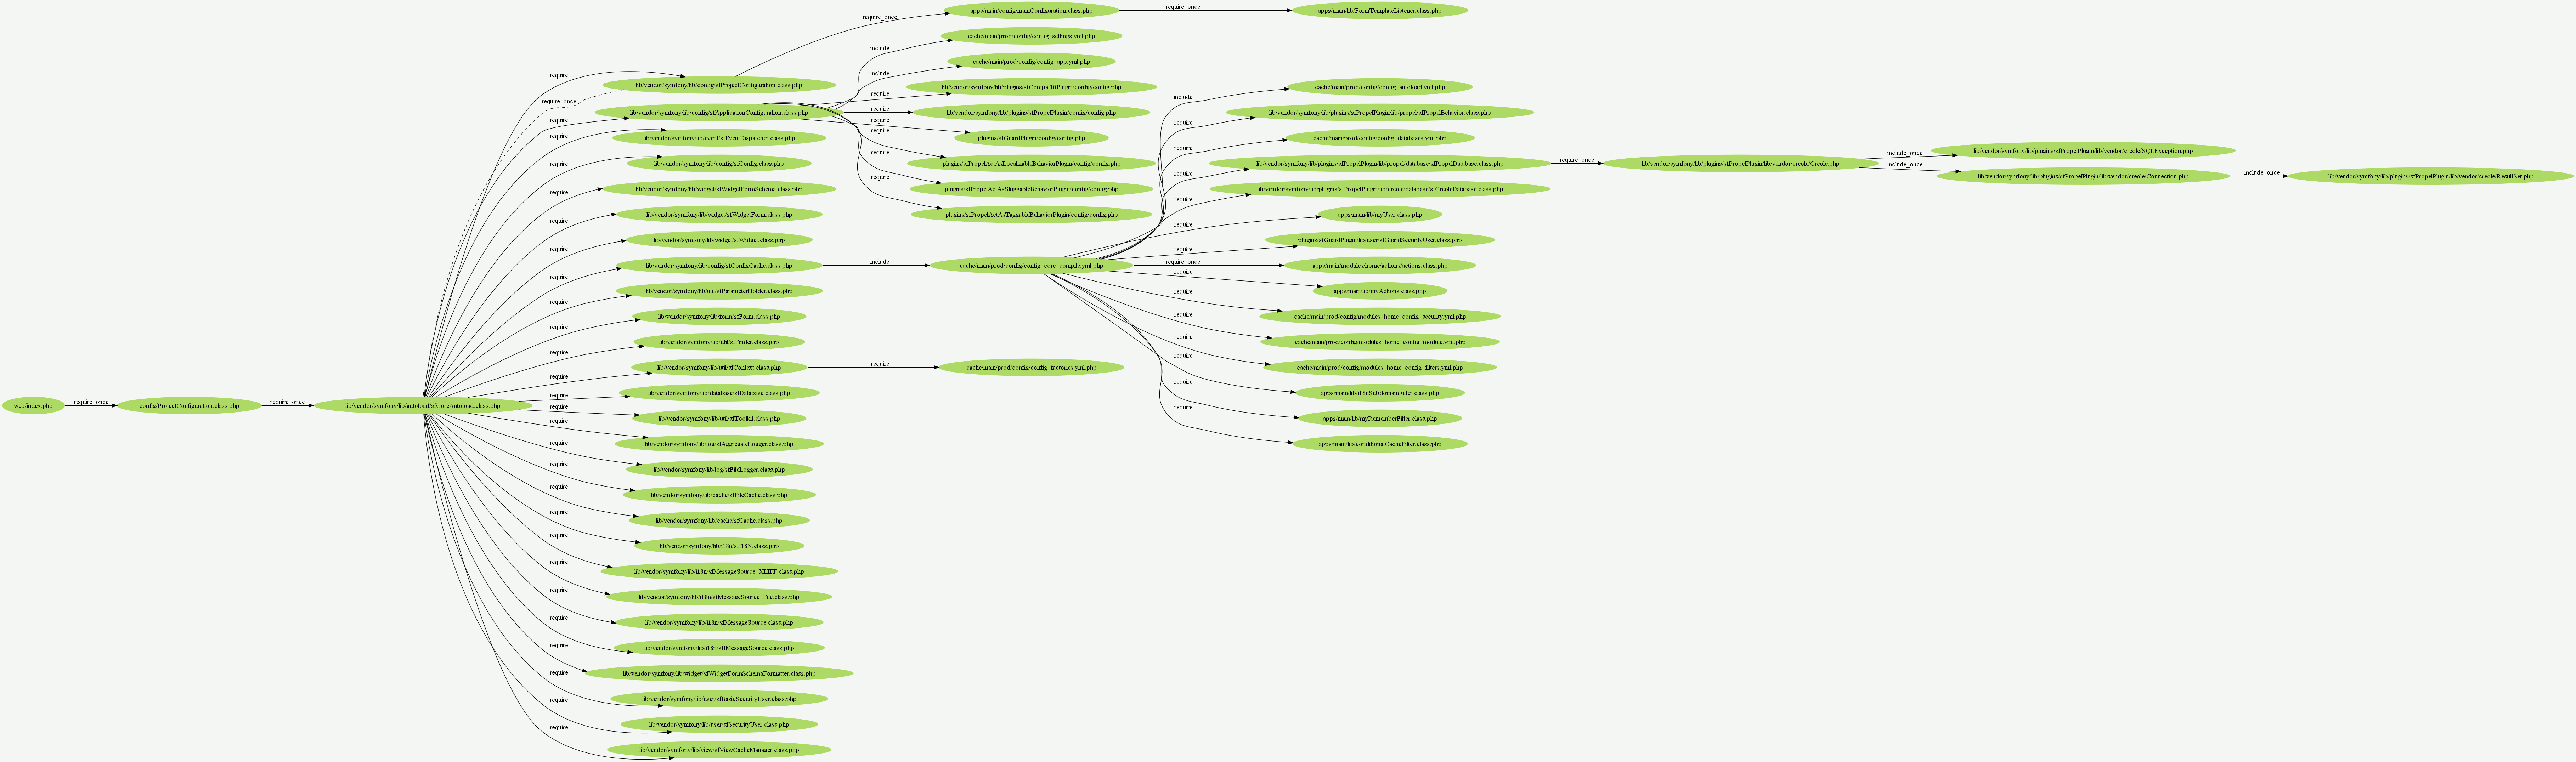 web/index.php
require_once
config/ProjectConfiguration.class.php
require_once
lib/vendor/symfony/lib/autoload/sfCoreAutoload.class.php
require
lib/vendor/symfony/lib/config/sfProjectConfiguration.class.php
require_once
require
lib/vendor/symfony/lib/config/sfApplicationConfiguration.class.php
require
lib/vendor/symfony/lib/event/sfEventDispatcher.class.php
require
lib/vendor/symfony/lib/config/sfConfig.class.php
require
lib/vendor/symfony/lib/widget/sfWidgetFormSchema.class.php
require
lib/vendor/symfony/lib/widget/sfWidgetForm.class.php
require
lib/vendor/symfony/lib/widget/sfWidget.class.php
require
lib/vendor/symfony/lib/config/sfConfigCache.class.php
require
lib/vendor/symfony/lib/util/sfParameterHolder.class.php
require
lib/vendor/symfony/lib/form/sfForm.class.php
require
lib/vendor/symfony/lib/util/sfFinder.class.php
require
lib/vendor/symfony/lib/util/sfContext.class.php
require
lib/vendor/symfony/lib/database/sfDatabase.class.php
require
lib/vendor/symfony/lib/util/sfToolkit.class.php
require
lib/vendor/symfony/lib/log/sfAggregateLogger.class.php
require
lib/vendor/symfony/lib/log/sfFileLogger.class.php
require
lib/vendor/symfony/lib/cache/sfFileCache.class.php
require
lib/vendor/symfony/lib/cache/sfCache.class.php
require
lib/vendor/symfony/lib/i18n/sfI18N.class.php
require
lib/vendor/symfony/lib/i18n/sfMessageSource_XLIFF.class.php
require
lib/vendor/symfony/lib/i18n/sfMessageSource_File.class.php
require
lib/vendor/symfony/lib/i18n/sfMessageSource.class.php
require
lib/vendor/symfony/lib/i18n/sfIMessageSource.class.php
require
lib/vendor/symfony/lib/widget/sfWidgetFormSchemaFormatter.class.php
require
lib/vendor/symfony/lib/user/sfBasicSecurityUser.class.php
require
lib/vendor/symfony/lib/user/sfSecurityUser.class.php
require
lib/vendor/symfony/lib/view/sfViewCacheManager.class.php
require_once
apps/main/config/mainConfiguration.class.php
require_once
apps/main/lib/FormTemplateListener.class.php
include
cache/main/prod/config/config_settings.yml.php
include
cache/main/prod/config/config_app.yml.php
require
lib/vendor/symfony/lib/plugins/sfCompat10Plugin/config/config.php
require
lib/vendor/symfony/lib/plugins/sfPropelPlugin/config/config.php
require
plugins/sfGuardPlugin/config/config.php
require
plugins/sfPropelActAsLocalizableBehaviorPlugin/config/config.php
require
plugins/sfPropelActAsSluggableBehaviorPlugin/config/config.php
require
plugins/sfPropelActAsTaggableBehaviorPlugin/config/config.php
include
cache/main/prod/config/config_core_compile.yml.php
require
cache/main/prod/config/config_factories.yml.php
include
cache/main/prod/config/config_autoload.yml.php
require
lib/vendor/symfony/lib/plugins/sfPropelPlugin/lib/propel/sfPropelBehavior.class.php
require
cache/main/prod/config/config_databases.yml.php
require
lib/vendor/symfony/lib/plugins/sfPropelPlugin/lib/propel/database/sfPropelDatabase.class.php
require
lib/vendor/symfony/lib/plugins/sfPropelPlugin/lib/creole/database/sfCreoleDatabase.class.php
require
apps/main/lib/myUser.class.php
require
plugins/sfGuardPlugin/lib/user/sfGuardSecurityUser.class.php
require_once
apps/main/modules/home/actions/actions.class.php
require
apps/main/lib/myActions.class.php
require
cache/main/prod/config/modules_home_config_security.yml.php
require
cache/main/prod/config/modules_home_config_module.yml.php
require
cache/main/prod/config/modules_home_config_filters.yml.php
require
apps/main/lib/i18nSubdomainFilter.class.php
require
apps/main/lib/myRememberFilter.class.php
require
apps/main/lib/conditionalCacheFilter.class.php
require_once
lib/vendor/symfony/lib/plugins/sfPropelPlugin/lib/vendor/creole/Creole.php
include_once
lib/vendor/symfony/lib/plugins/sfPropelPlugin/lib/vendor/creole/SQLException.php
include_once
lib/vendor/symfony/lib/plugins/sfPropelPlugin/lib/vendor/creole/Connection.php
include_once
lib/vendor/symfony/lib/plugins/sfPropelPlugin/lib/vendor/creole/ResultSet.php